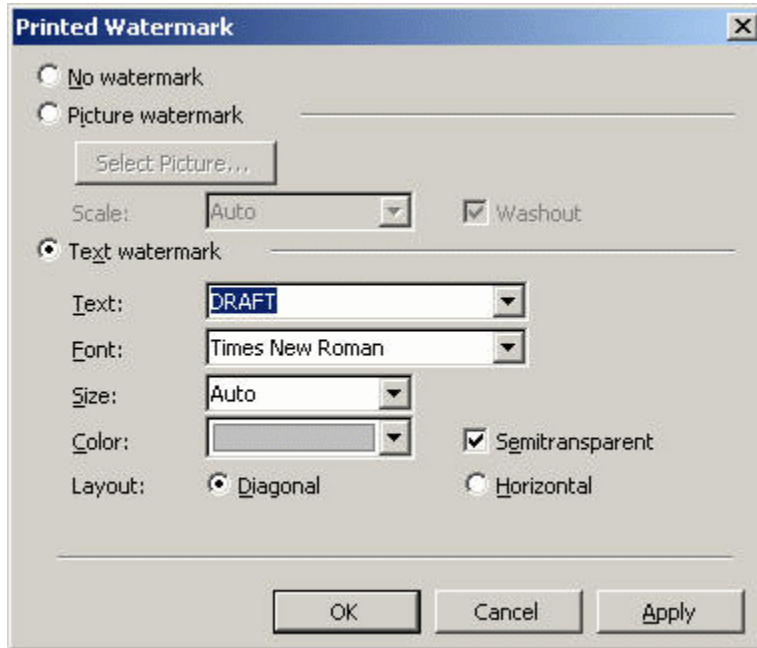 Printed Watermark
No watermark
Picture watermark
Select Picture...
Scale: Auto Washout
Text watermark
Text: DRAFT
Font: Times New Roman
Size: Auto
Color: Semitransparent
Layout: Diagonal Horizontal
OK Cancel Apply